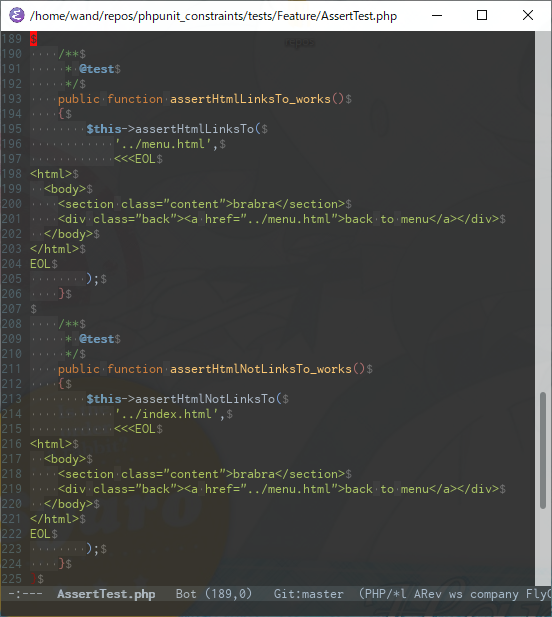 /home/wand/repos/phpunit_constraints/tests/Feature/AssertTest.php
189 $
190 ····/**$
191 ·····*·@test$
192 ·····*/$
193 ····public·function·assertHtmlLinksTo_works()$
194 ····{$
195 ········$this->assertHtmlLinksTo($
196 ············'../menu.html',$
197 ············<<<EOL$
198 <html>$
199 ··<body>$
200 ····<section·class="content">brabra</section>$
201 ····<div·class="back"><a·href="../menu.html">back·to·menu</a></div>$
202 ··</body>$
203 </html>$
204 EOL$
205 ········);$
206 ····}$
207 $
208 ····/**$
209 ·····*·@test$
210 ·····*/$
211 ····public·function·assertHtmlNotLinksTo_works()$
212 ····{$
213 ········$this->assertHtmlNotLinksTo($
214 ············'../index.html',$
215 ············<<<EOL$
216 <html>$
217 ··<body>$
218 ····<section·class="content">brabra</section>$
219 ····<div·class="back"><a·href="../menu.html">back·to·menu</a></div>$
220 ··</body>$
221 </html>$
222 EOL$
223 ········);$
224 ····}$
225 $
-:--- AssertTest.php Bot (189,0) Git:master (PHP/*l ARev ws company Fly